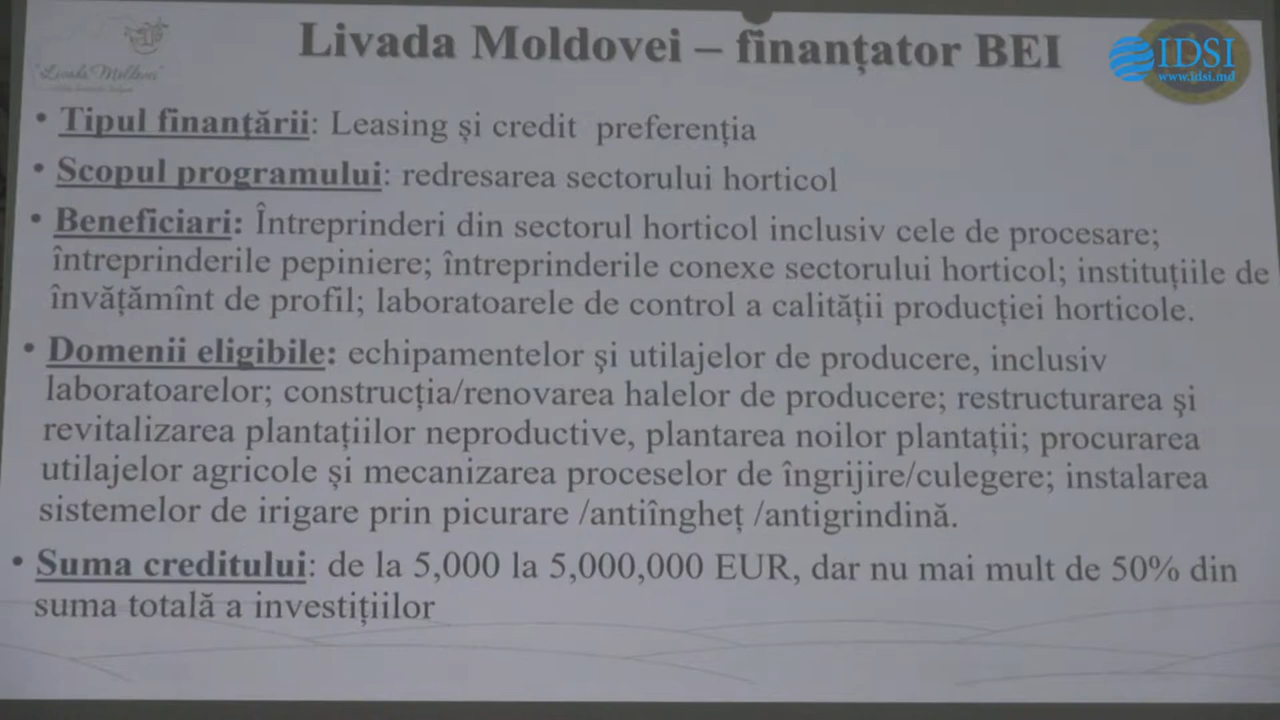 Livada Moldovei – finanțator BEI
"Livada Moldovei"
IDSI
www.idsi.md
• Tipul finanțării: Leasing și credit preferenția
• Scopul programului: redresarea sectorului horticol
• Beneficiari: Întreprinderi din sectorul horticol inclusiv cele de procesare;
întreprinderile pepiniere; întreprinderile conexe sectorului horticol; instituțiile de
învățămînt de profil; laboratoarele de control a calității producției horticole.
• Domenii eligibile: echipamentelor și utilajelor de producere, inclusiv
laboratoarelor; construcția/renovarea halelor de producere; restructurarea și
revitalizarea plantațiilor neproductive, plantarea noilor plantații; procurarea
utilajelor agricole și mecanizarea proceselor de îngrijire/culegere; instalarea
sistemelor de irigare prin picurare /antiîngheț /antigrindină.
• Suma creditului: de la 5,000 la 5,000,000 EUR, dar nu mai mult de 50% din
suma totală a investițiilor